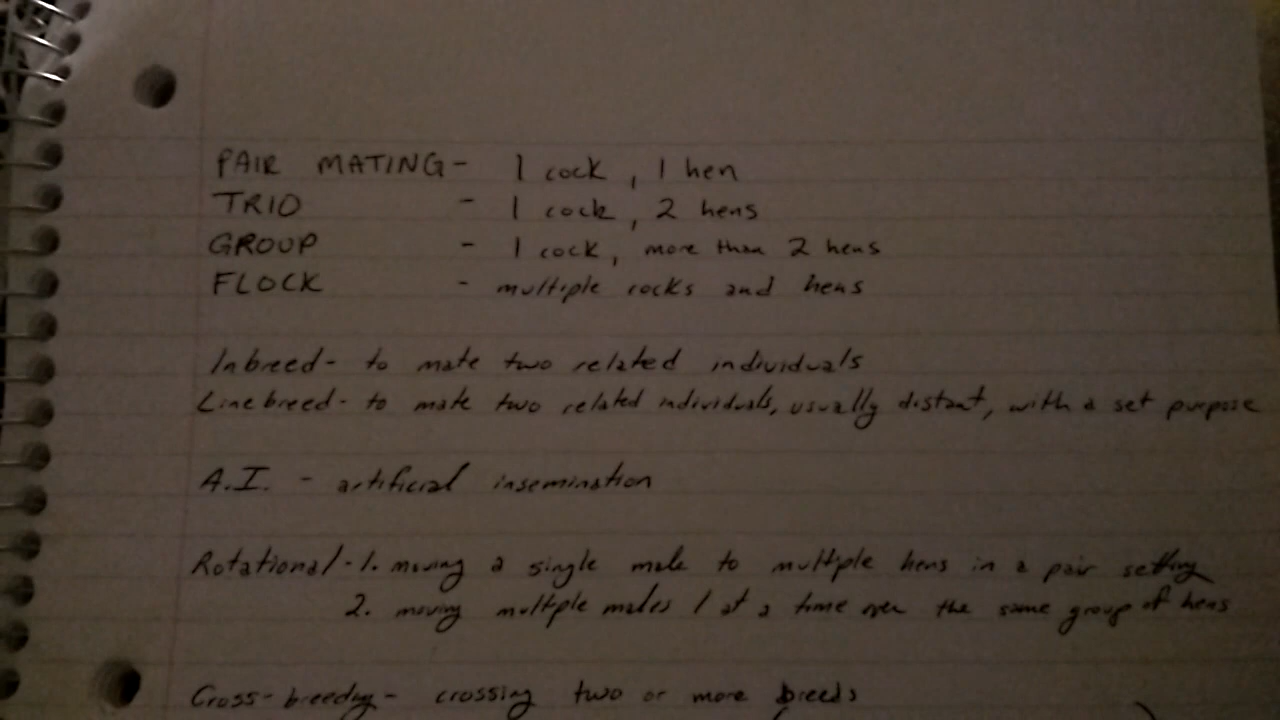 PAIR MATING - 1 cock, 1 hen
TRIO - 1 cock, 2 hens
GROUP - 1 cock, more than 2 hens
FLOCK - multiple cocks and hens
Inbreed - to mate two related individuals
Linebreed - to mate two related individuals, usually distant, with a set purpose
A.I. - artificial insemination
Rotational - 1. moving a single male to multiple hens in a pair setting
2. moving multiple males 1 at a time over the same group of hens
Cross-breeding - crossing two or more breeds